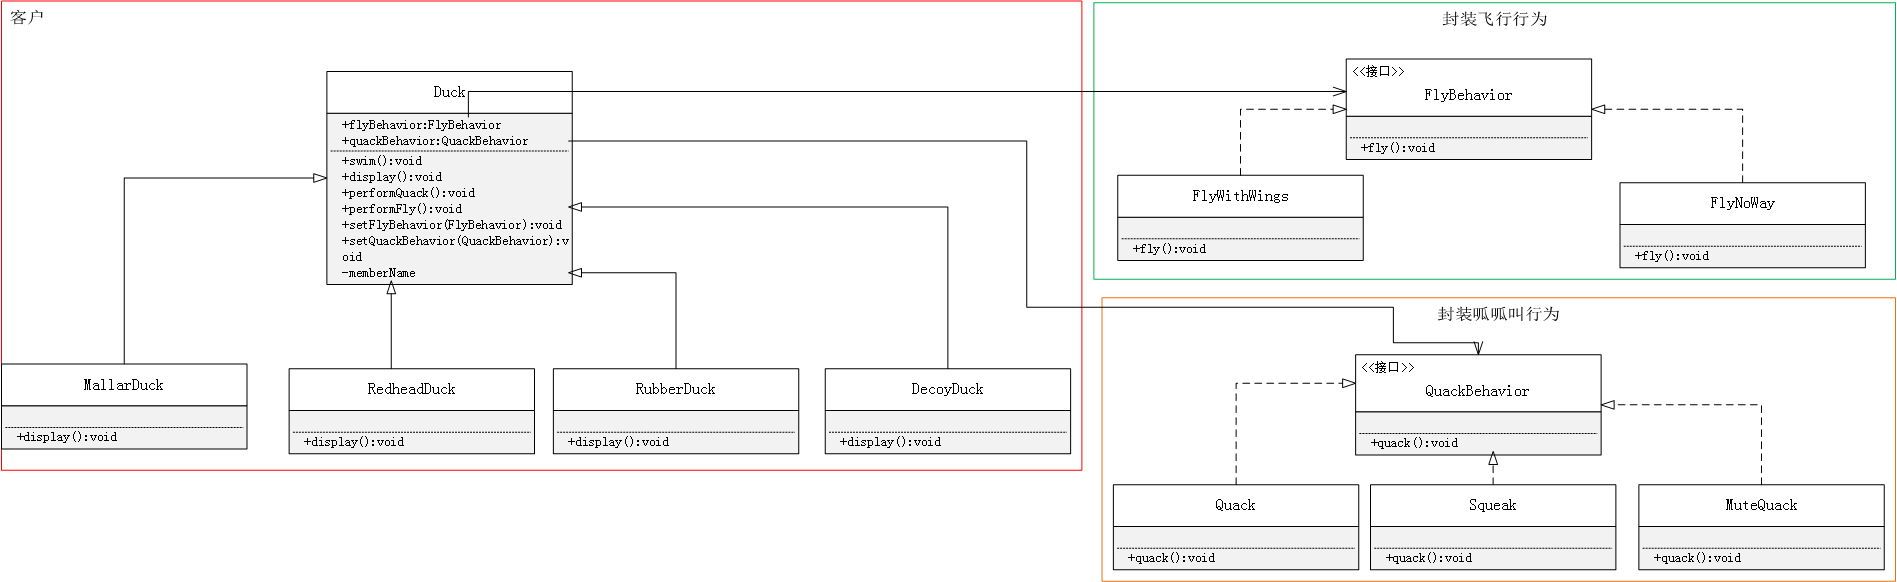 客户
Duck
+flyBehavior:FlyBehavior
+quackBehavior:QuackBehavior
+swim():void
+display():void
+performQuack():void
+performFly():void
+setFlyBehavior(FlyBehavior):void
+setQuackBehavior(QuackBehavior):v
oid
-memberName
MallarDuck
+display():void
RedheadDuck
+display():void
RubberDuck
+display():void
DecoyDuck
+display():void
封装飞行行为
<<接口>>
FlyBehavior
+fly():void
FlyWithWings
+fly():void
FlyNoWay
+fly():void
封装呱呱叫行为
<<接口>>
QuackBehavior
+quack():void
Quack
+quack():void
Squeak
+quack():void
MuteQuack
+quack():void